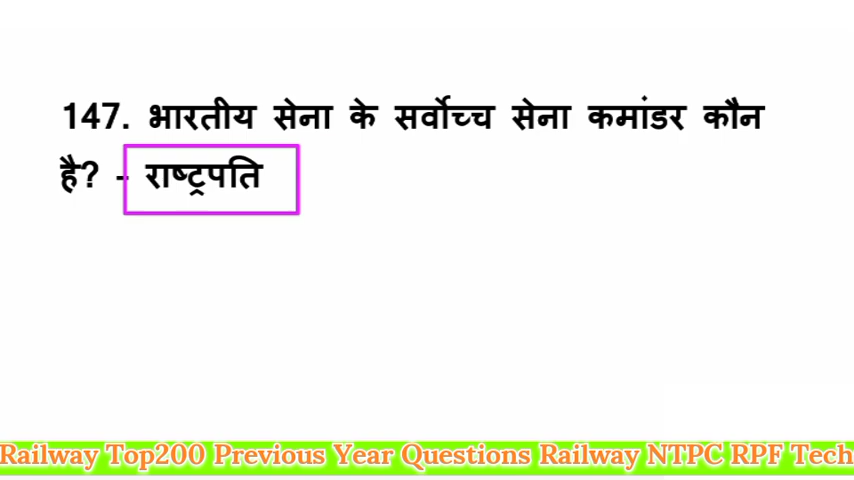 147. भारतीय सेना के सर्वोच्च सेना कमांडर कौन
है? - राष्ट्रपति
Railway Top200 Previous Year Questions Railway NTPC RPF Tech